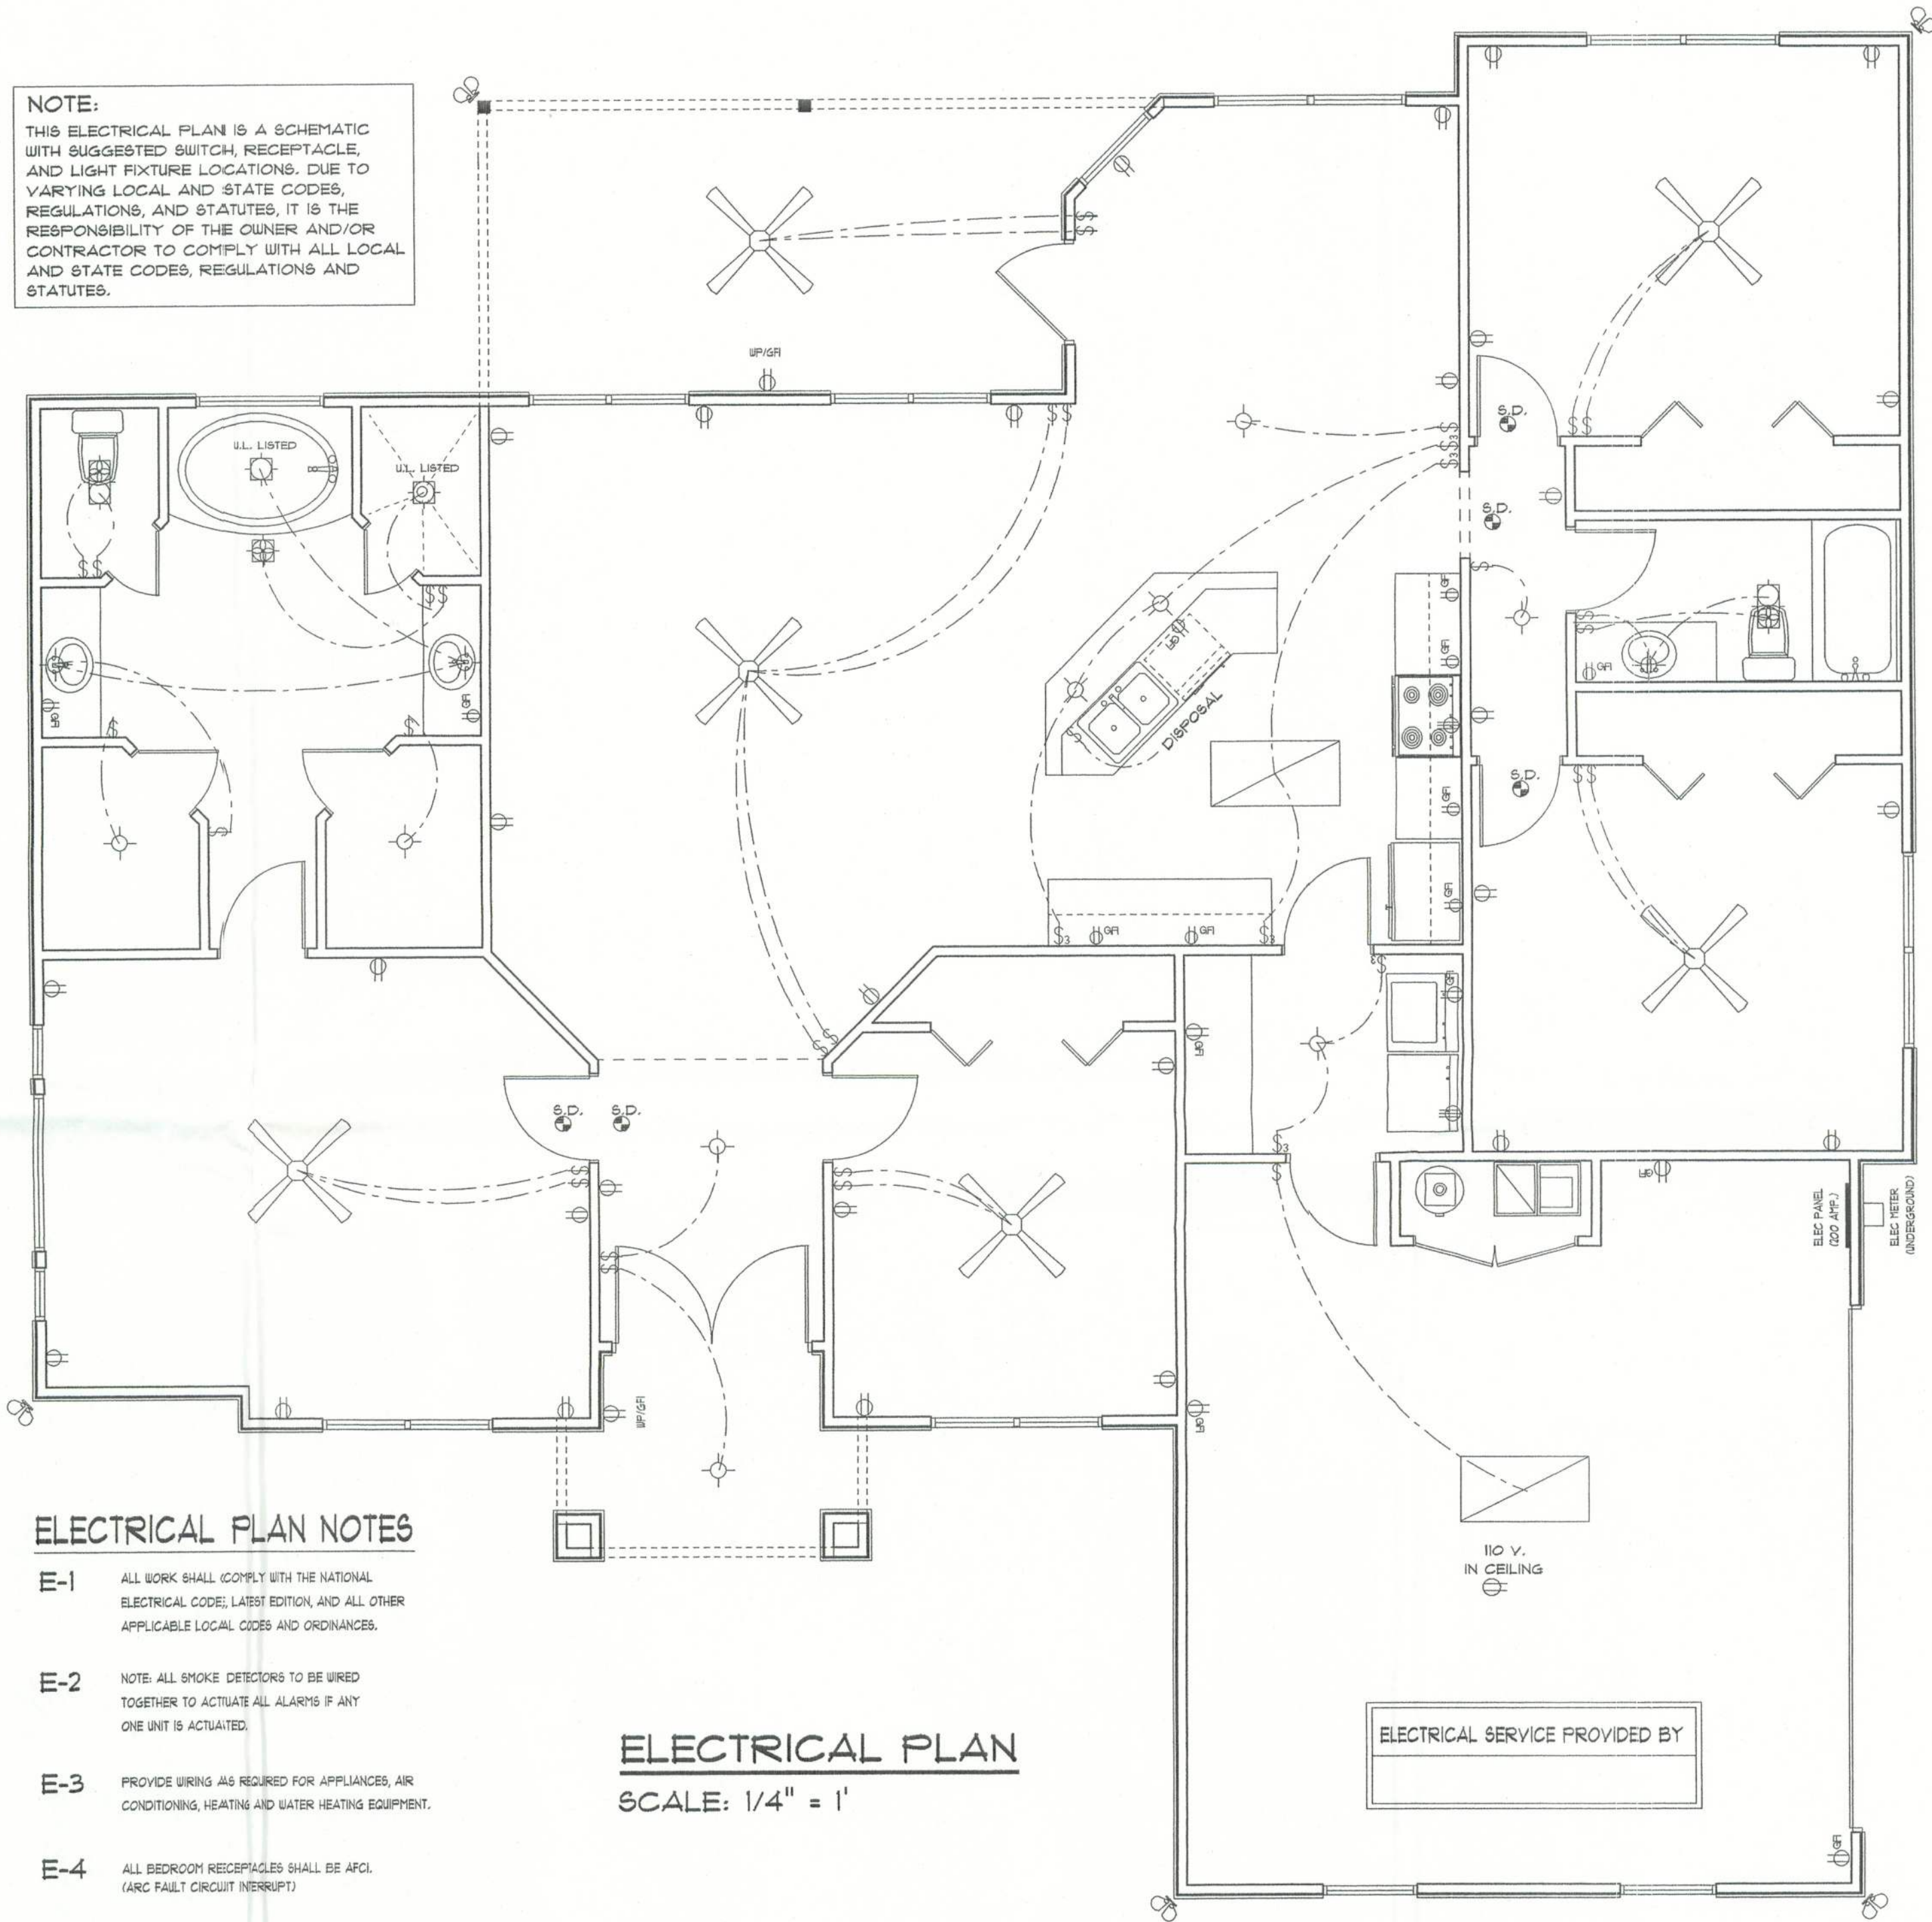 NOTE:
THIS ELECTRICAL PLAN IS A SCHEMATIC
WITH SUGGESTED SWITCH, RECEPTACLE,
AND LIGHT FIXTURE LOCATIONS. DUE TO
VARYING LOCAL AND STATE CODES,
REGULATIONS, AND STATUTES, IT IS THE
RESPONSIBILITY OF THE OWNER AND/OR
CONTRACTOR TO COMPLY WITH ALL LOCAL
AND STATE CODES, REGULATIONS AND
STATUTES.
WP/GFI
U.L. LISTED
U.L. LISTED
S.D.
S.D.
S.D.
GFI
GFI
GFI
GFI
GFI
GFI
GFI
GFI
DISPOSAL
GFI
GFI
GFI
GFI
S.D.
S.D.
GFI
ELEC PANEL
(200 AMP.)
ELEC METER
(UNDERGROUND)
WP/GFI
GFI
110 V.
IN CEILING
GFI
ELECTRICAL PLAN NOTES
E-1 ALL WORK SHALL COMPLY WITH THE NATIONAL
ELECTRICAL CODE, LATEST EDITION, AND ALL OTHER
APPLICABLE LOCAL CODES AND ORDINANCES.
E-2 NOTE: ALL SMOKE DETECTORS TO BE WIRED
TOGETHER TO ACTIUATE ALL ALARMS IF ANY
ONE UNIT IS ACTUATED.
E-3 PROVIDE WIRING AS REQUIRED FOR APPLIANCES, AIR
CONDITIONING, HEATING AND WATER HEATING EQUIPMENT.
E-4 ALL BEDROOM RECEPTACLES SHALL BE AFCI.
(ARC FAULT CIRCUIT INTERRUPT)
ELECTRICAL PLAN
SCALE: 1/4" = 1'
ELECTRICAL SERVICE PROVIDED BY